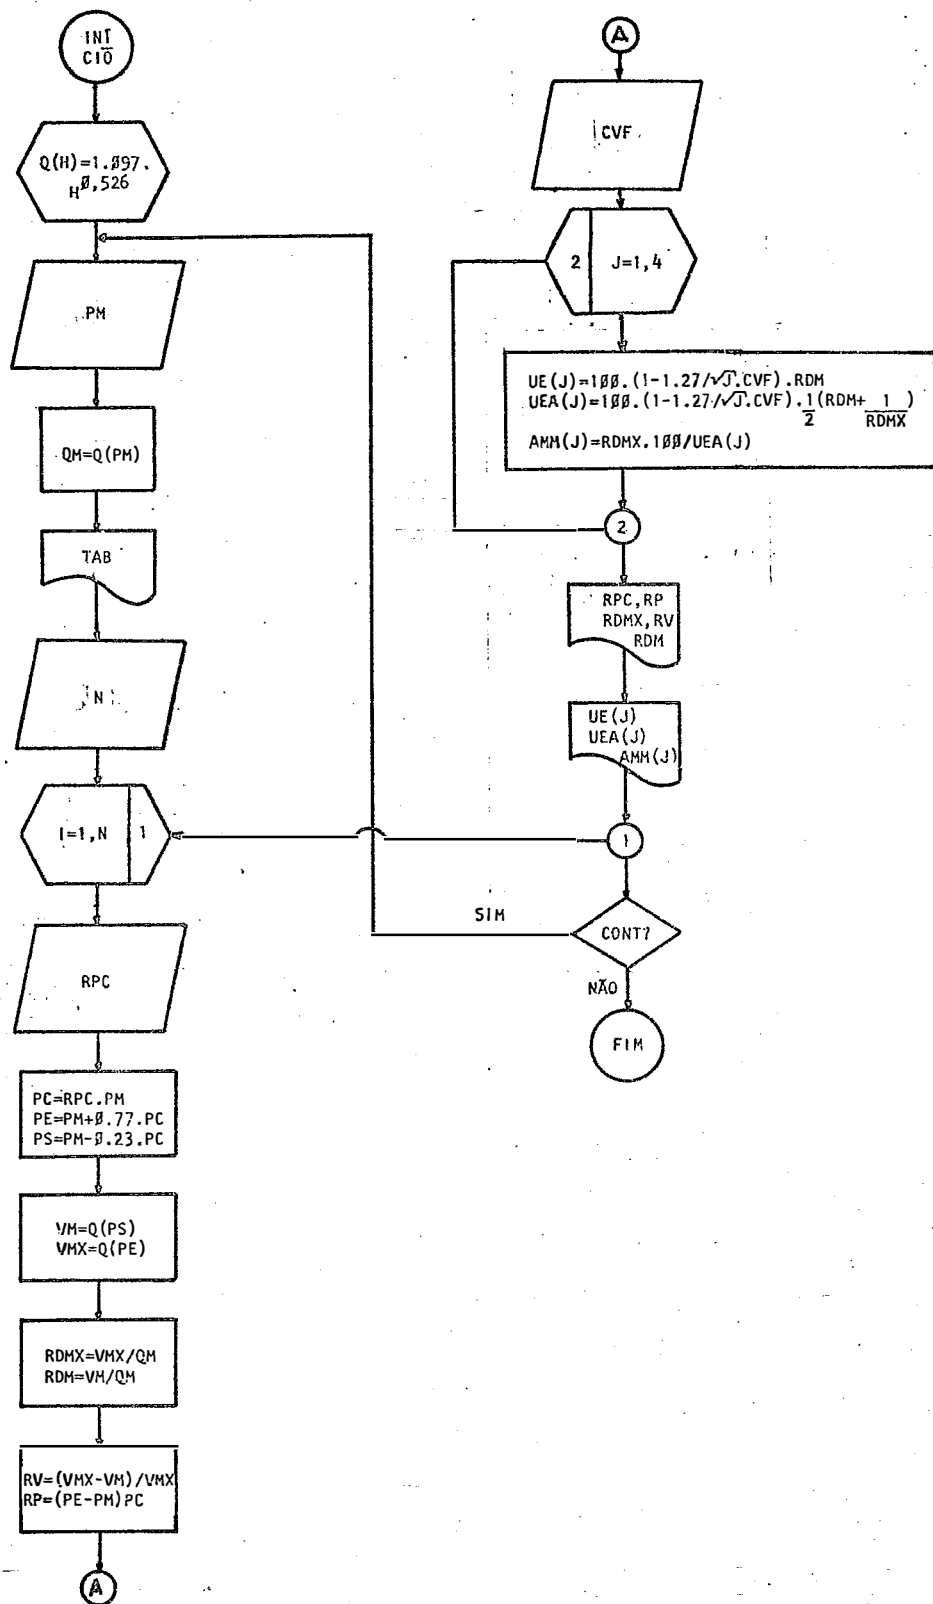 INT
CIŌ
Q(H)=1.Ø97.
H^Ø,526
PM
QM=Q(PM)
TAB
N
I=1,N 1
RPC
PC=RPC.PM
PE=PM+Ø.77.PC
PS=PM-Ø.23.PC
VM=Q(PS)
VMX=Q(PE)
RDMX=VMX/QM
RDM=VM/QM
RV=(VMX-VM)/VMX
RP=(PE-PM)PC
A
A
CVF
2 J=1,4
UE(J)=1ØØ.(1-1.27/√J.CVF).RDM
UEA(J)=1ØØ.(1-1.27/√J.CVF).1/2(RDM+1/RDMX)
AMM(J)=RDMX.1ØØ/UEA(J)
2
RPC,RP
RDMX,RV
RDM
UE(J)
UEA(J)
AMM(J)
1
SIM
CONT?
NÃO
FIM